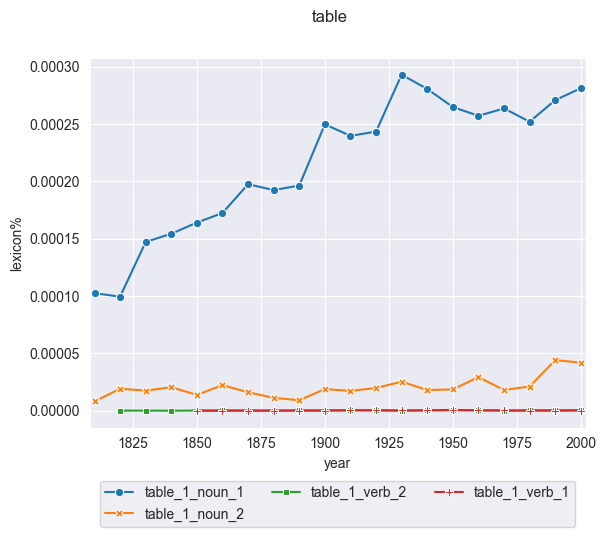 table
0.00030
0.00025
0.00020
0.00015
0.00010
0.00005
0.00000
lexicon%
1825 1850 1875 1900 1925 1950 1975 2000
year
table_1_noun_1 table_1_verb_2 table_1_verb_1
table_1_noun_2